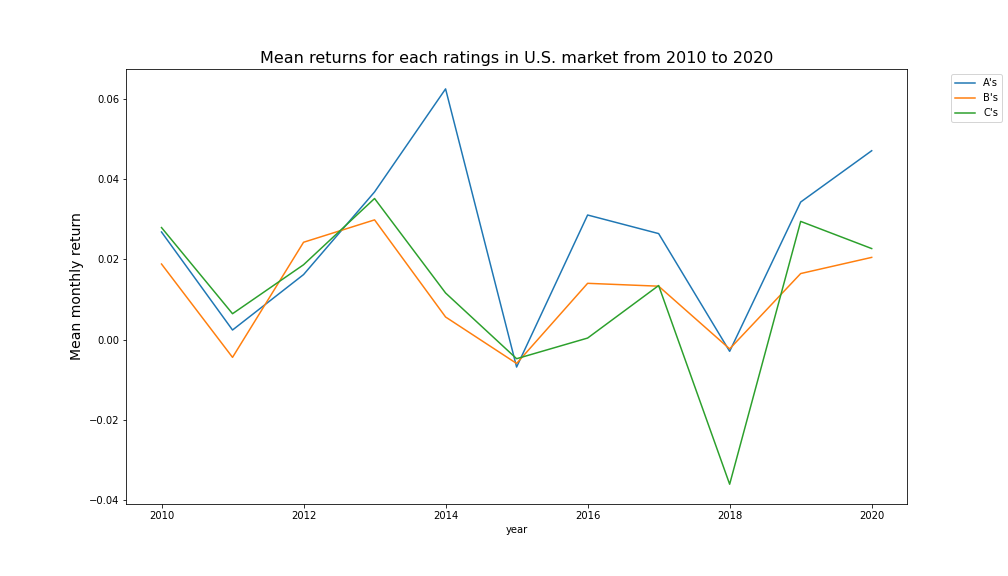 Mean returns for each ratings in U.S. market from 2010 to 2020
A's
B's
C's
Mean monthly return
0.06
0.04
0.02
0.00
−0.02
−0.04
2010 2012 2014 2016 2018 2020
year